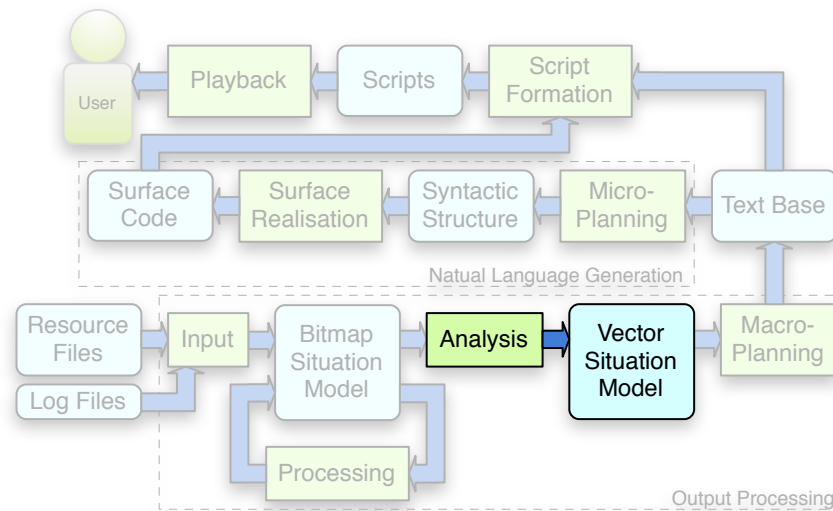 User
Playback
Scripts
Script
Formation
Surface
Code
Surface
Realisation
Syntactic
Structure
Micro-
Planning
Text Base
Natual Language Generation
Resource
Files
Log Files
Input
Bitmap
Situation
Model
Processing
Analysis
Vector
Situation
Model
Macro-
Planning
Output Processing